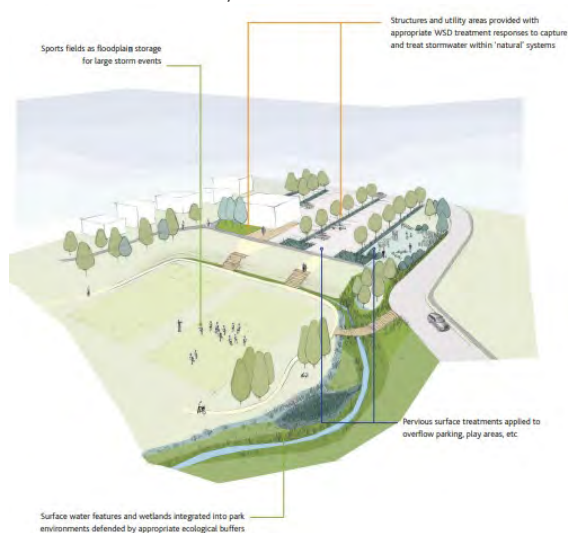 Structures and utility areas provided with
appropriate WSD treatment responses to capture
and treat stormwater within 'natural' systems
Sports fields as floodplain storage
for large storm events
Pervious surface treatments applied to
overflow parking, play areas, etc
Surface water features and wetlands integrated into park
environments defended by appropriate ecological buffers